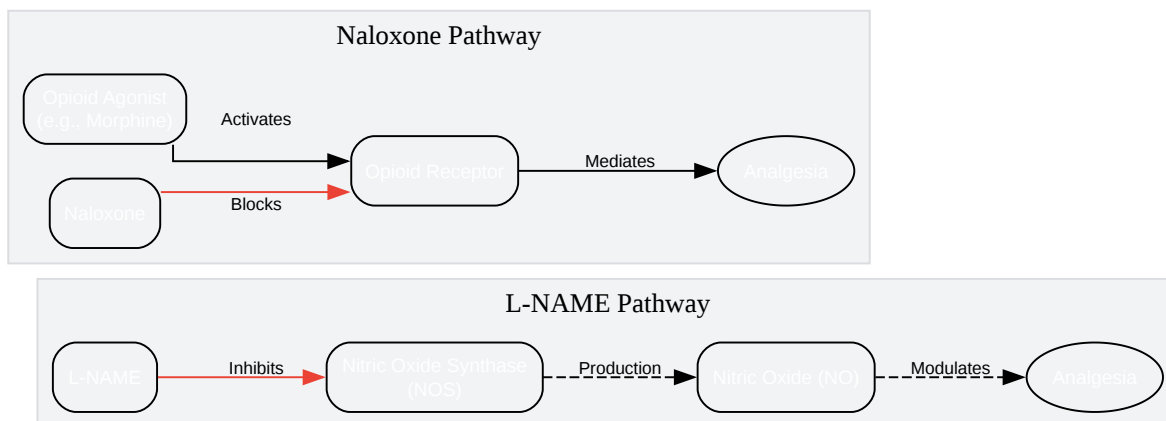 Naloxone Pathway
Opioid Agonist
(e.g., Morphine)
Activates
Opioid Receptor
Mediates
Analgesia
Naloxone
Blocks
L-NAME Pathway
L-NAME
Inhibits
Nitric Oxide Synthase
(NOS)
Production
Nitric Oxide (NO)
Modulates
Analgesia